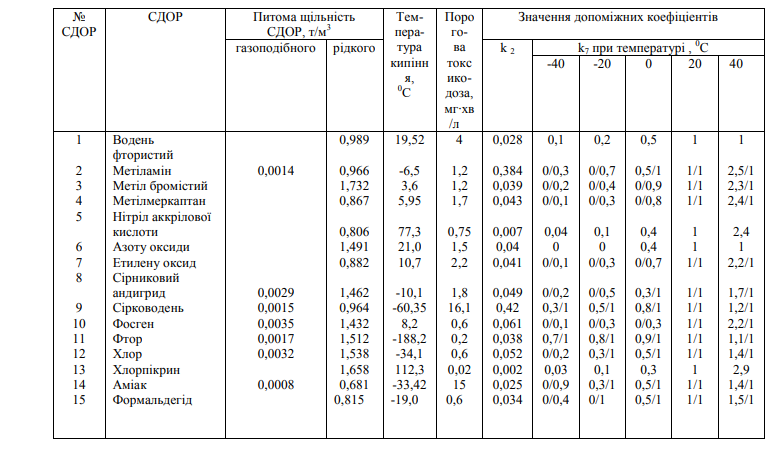 № СДОР Питома щільність Тем- Поро Значення допоміжних коефіцієнтів
СДОР СДОР, т/м³ пера- го-
газоподібного рідкого тура ва k 2 k7 при температурі , ⁰С
кипінн токс -40 -20 0 20 40
я, ико-
⁰С доза,
мг·хв
/л
1 Водень 0,989 19,52 4 0,028 0,1 0,2 0,5 1 1
фтористий
2 Метіламін 0,0014 0,966 -6,5 1,2 0,384 0/0,3 0/0,7 0,5/1 1/1 2,5/1
3 Метіл бромістий 1,732 3,6 1,2 0,039 0/0,2 0/0,4 0/0,9 1/1 2,3/1
4 Метілмеркаптан 0,867 5,95 1,7 0,043 0/0,1 0/0,3 0/0,8 1/1 2,4/1
5 Нітріл аккрілової
кислоти 0,806 77,3 0,75 0,007 0,04 0,1 0,4 1 2,4
6 Азоту оксиди 1,491 21,0 1,5 0,04 0 0 0,4 1 1
7 Етилену оксид 0,882 10,7 2,2 0,041 0/0,1 0/0,3 0/0,7 1/1 2,2/1
8 Сірниковий
андигрид 0,0029 1,462 -10,1 1,8 0,049 0/0,2 0/0,5 0,3/1 1/1 1,7/1
9 Сірководень 0,0015 0,964 -60,35 16,1 0,42 0,3/1 0,5/1 0,8/1 1/1 1,2/1
10 Фосген 0,0035 1,432 8,2 0,6 0,061 0/0,1 0/0,3 0/0,3 1/1 2,2/1
11 Фтор 0,0017 1,512 -188,2 0,2 0,038 0,7/1 0,8/1 0,9/1 1/1 1,1/1
12 Хлор 0,0032 1,538 -34,1 0,6 0,052 0/0,2 0,3/1 0,5/1 1/1 1,4/1
13 Хлорпікрин 1,658 112,3 0,02 0,002 0,03 0,1 0,3 1 2,9
14 Аміак 0,0008 0,681 -33,42 15 0,025 0/0,9 0,3/1 0,5/1 1/1 1,4/1
15 Формальдегід 0,815 -19,0 0,6 0,034 0/0,4 0/1 0,5/1 1/1 1,5/1